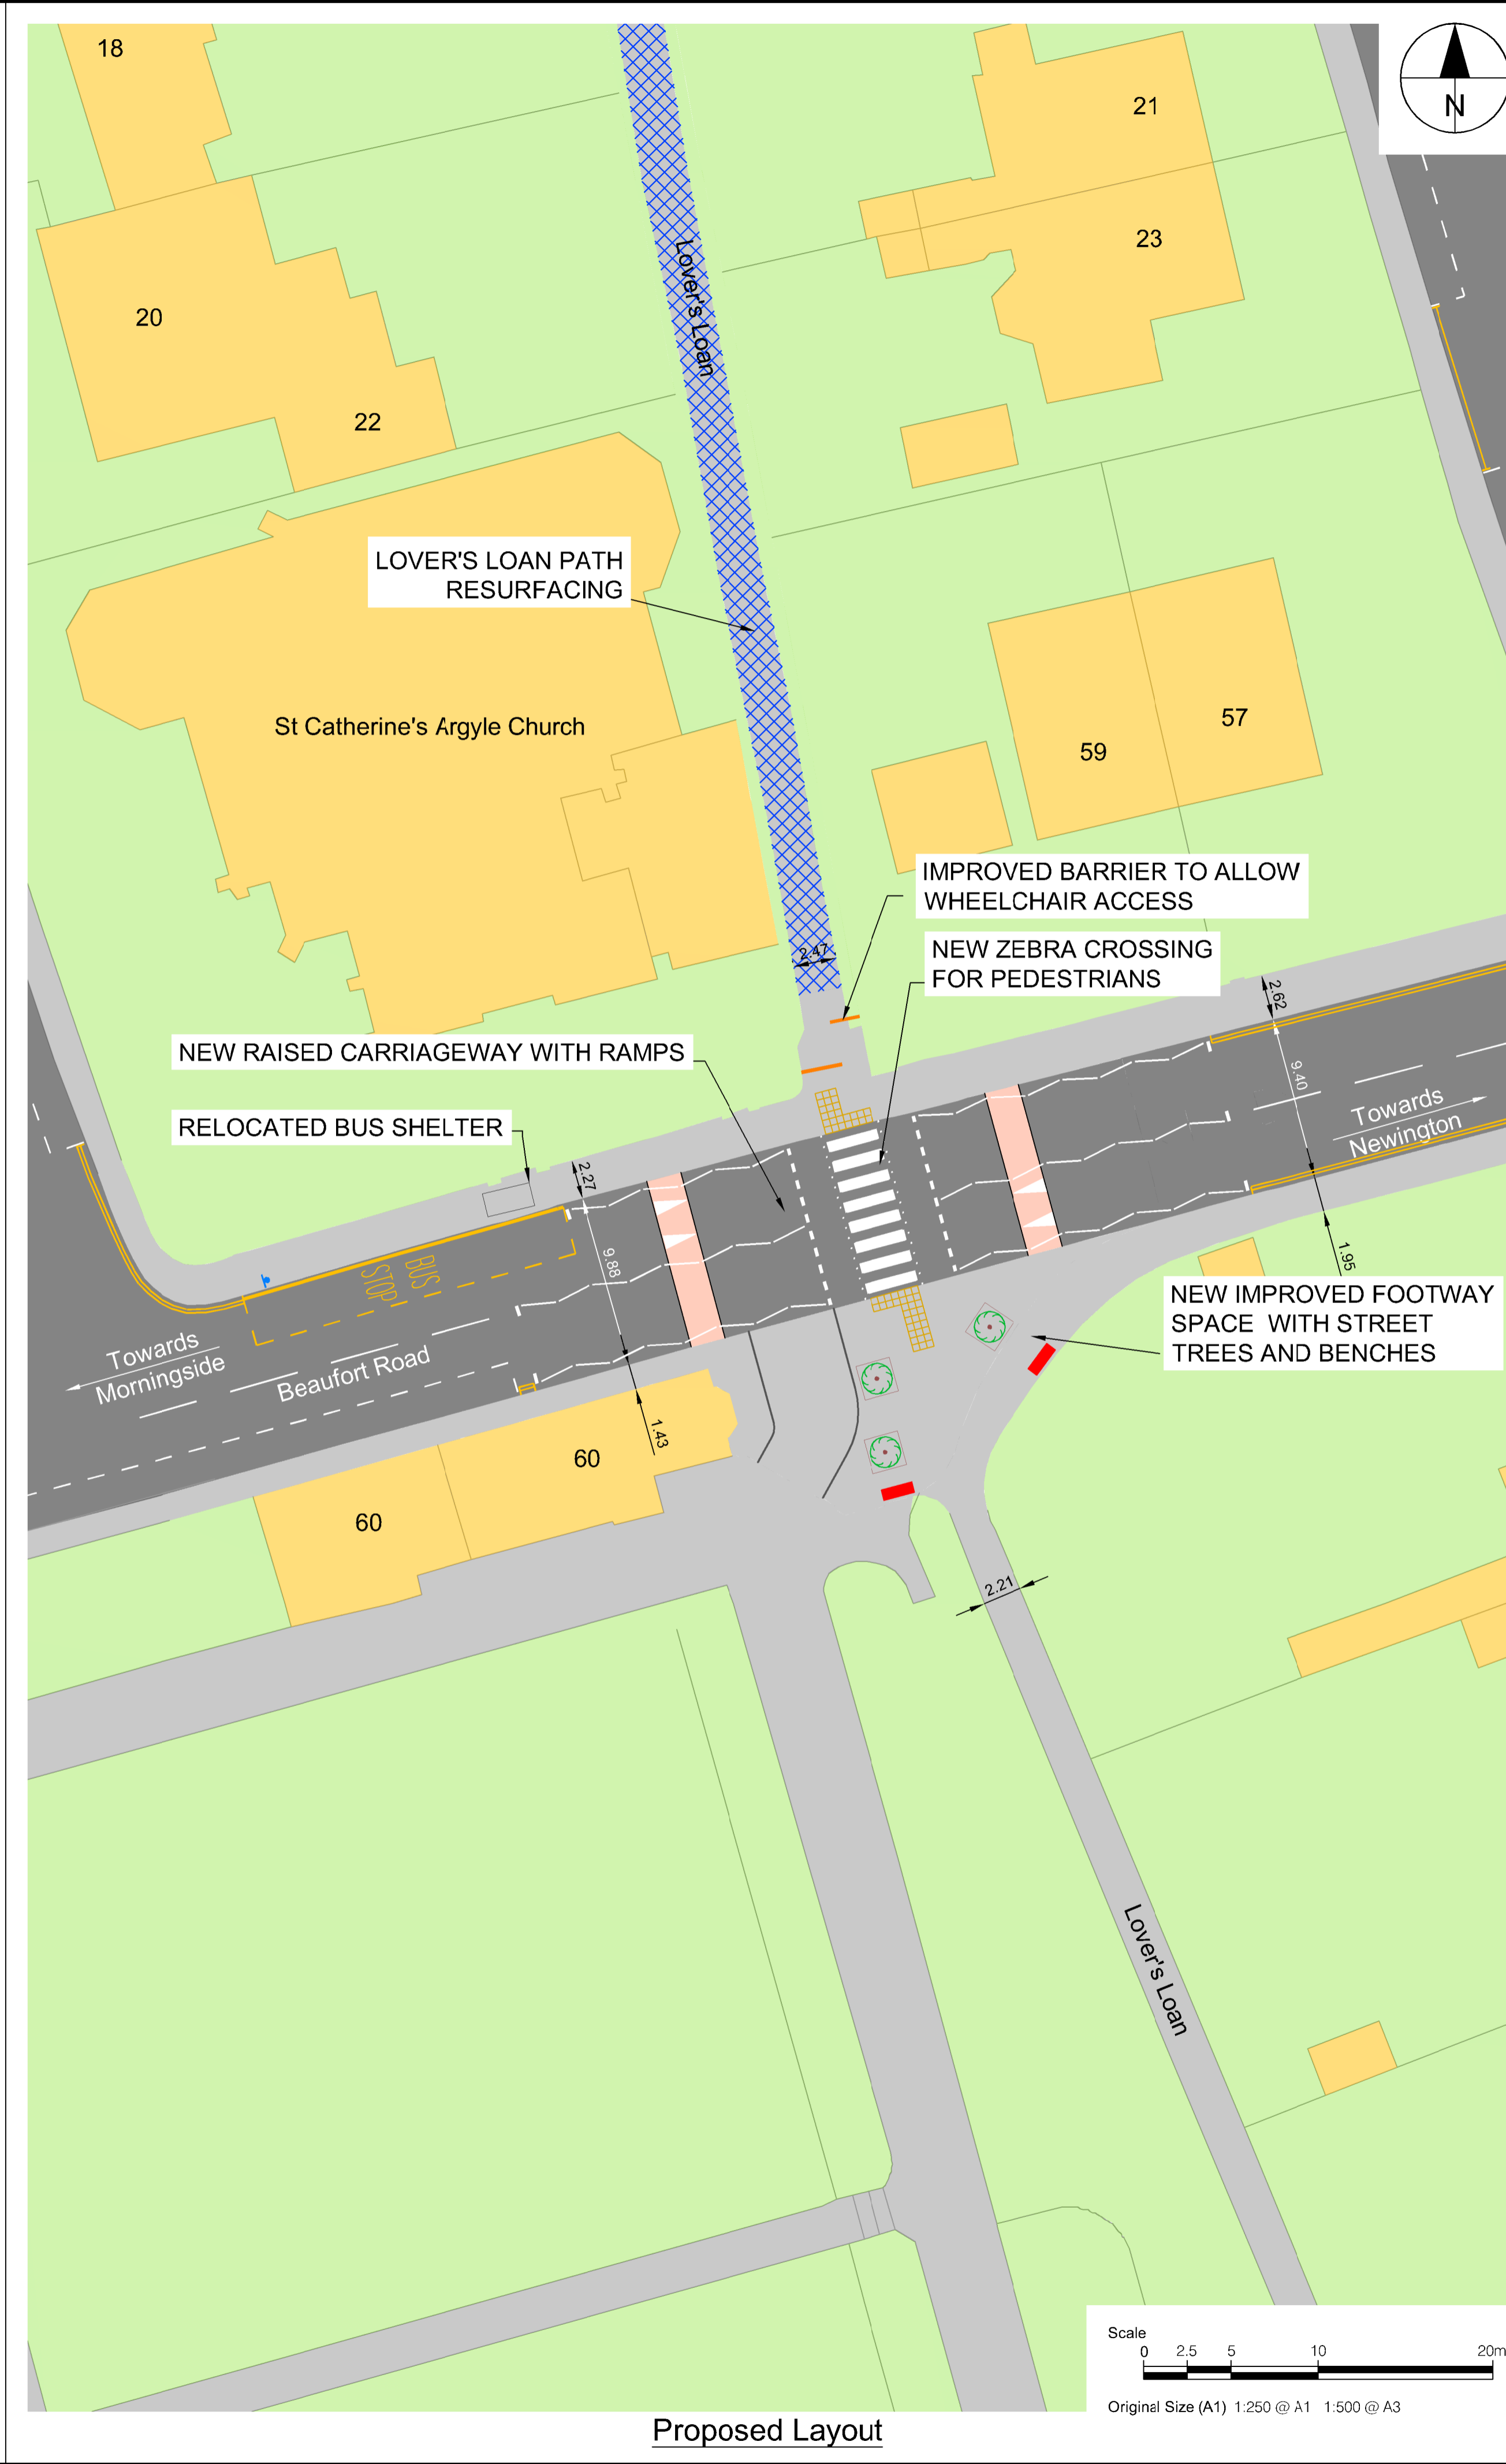 18
21
N
23
Lover's Loan
20
22
LOVER'S LOAN PATH
RESURFACING
St Catherine's Argyle Church
57
59
IMPROVED BARRIER TO ALLOW
WHEELCHAIR ACCESS
2.47
NEW ZEBRA CROSSING
FOR PEDESTRIANS
2.62
NEW RAISED CARRIAGEWAY WITH RAMPS
9.40
Towards
Newington
RELOCATED BUS SHELTER
2.27
9.88
BUS
STOP
1.95
NEW IMPROVED FOOTWAY
SPACE WITH STREET
TREES AND BENCHES
Towards
Morningside
Beaufort Road
1.43
60
60
2.21
Lover's Loan
Scale
0 2.5 5 10 20m
Original Size (A1) 1:250 @ A1 1:500 @ A3
Proposed Layout